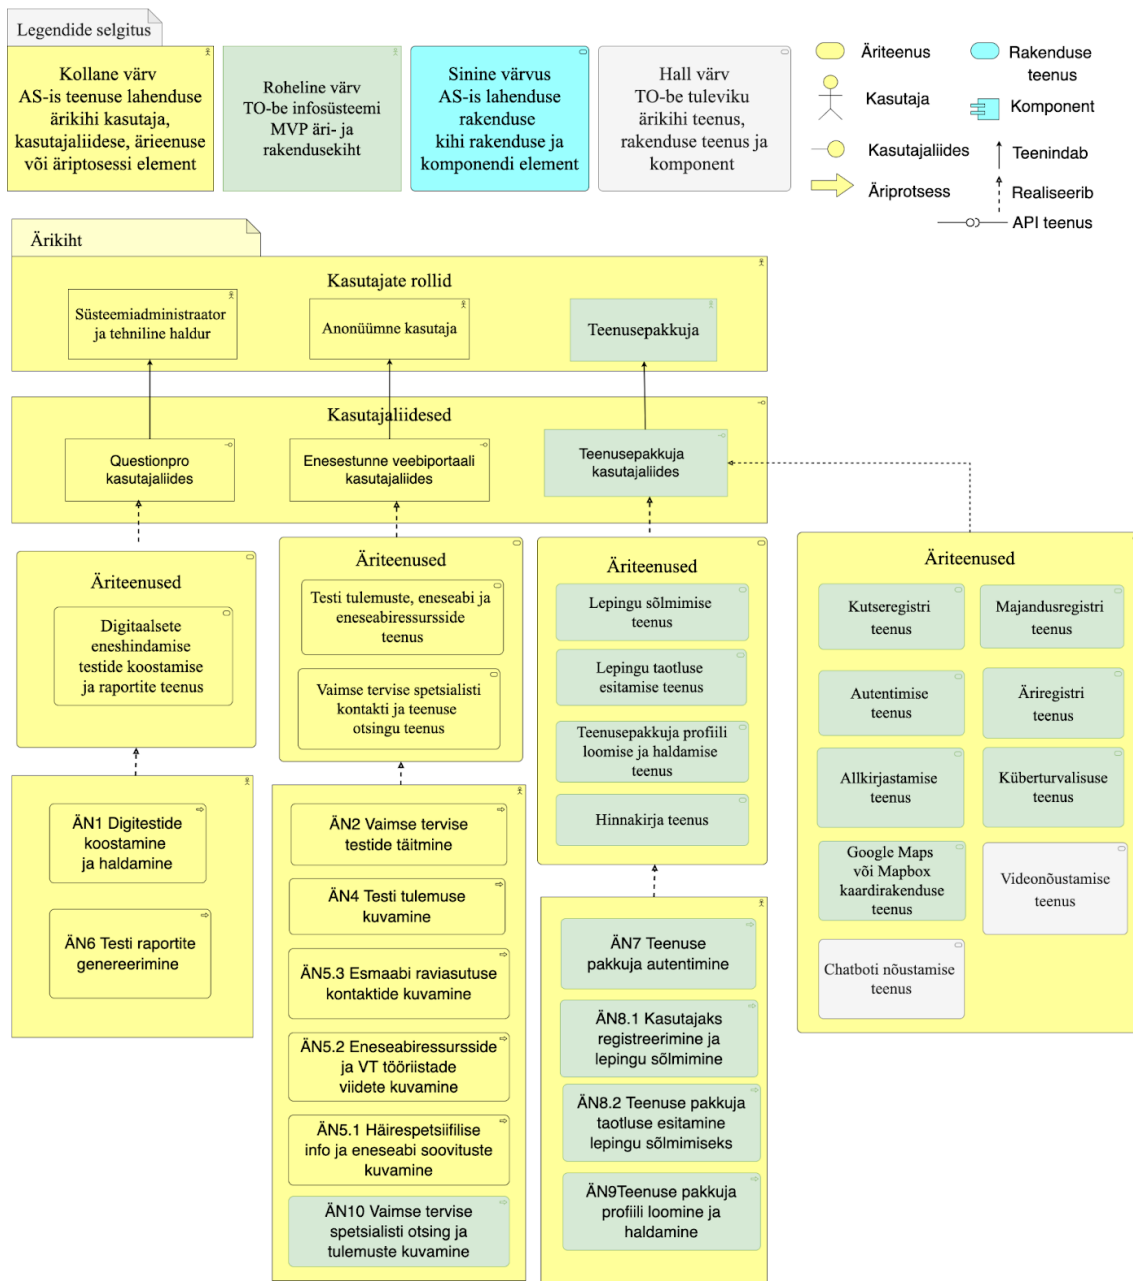 Legendide selgitus
Kollane värv
AS-is teenuse lahenduse
ärikihi kasutaja,
kasutajaliidese, ärieenuse
või äriptosessi element
Roheline värv
TO-be infosüsteemi
MVP äri- ja
rakendusekiht
Sinine värvus
AS-is lahenduse
rakenduse
kihi rakenduse ja
komponendi element
Hall värv
TO-be tuleviku
ärikihi teenus,
rakenduse teenus ja
komponent
Äriteenus
Kasutaja
Kasutajaliides
Äriprotsess
Rakenduse
teenus
Komponent
Teenindab
Realiseerib
API teenus
Ärikiht
Kasutajate rollid
Süsteemiadministraator
ja tehniline haldur
Anonüümne kasutaja
Teenusepakkuja
Kasutajaliidesed
Questionpro
kasutajaliides
Enesestunne veebiportaali
kasutajaliides
Teenusepakkuja
kasutajaliides
Äriteenused
Digitaalsete
eneshindamise
testide koostamise
ja raportite teenus
Äriteenused
Testi tulemuste, eneseabi ja
eneseabiressursside
teenus
Vaimse tervise spetsialisti
kontakti ja teenuse
otsingu teenus
Äriteenused
Lepingu sõlmimise
teenus
Lepingu taotluse
esitamise teenus
Teenusepakkuja profiili
loomise ja haldamise
teenus
Hinnakirja teenus
Äriteenused
Kutseregistri
teenus
Majandusregistri
teenus
Autentimise
teenus
Äriregistri
teenus
Allkirjastamise
teenus
Küberturvalisuse
teenus
Google Maps
või Mapbox
kaardirakenduse
teenus
Videonõustamise
teenus
Chatboti nõustamise
teenus
ÄN1 Digitestide
koostamine
ja haldamine
ÄN6 Testi raportite
genereerimine
ÄN2 Vaimse tervise
testide täitmine
ÄN4 Testi tulemuse
kuvamine
ÄN5.3 Esmaabi raviasutuse
kontaktide kuvamine
ÄN5.2 Eneseabiressursside
ja VT tööriistade
viidete kuvamine
ÄN5.1 Häirespetsiifilise
info ja eneseabi soovituste
kuvamine
ÄN10 Vaimse tervise
spetsialisti otsing ja
tulemuste kuvamine
ÄN7 Teenuse
pakkuja autentimine
ÄN8.1 Kasutajaks
registreerimine ja
lepingu sõlmimine
ÄN8.2 Teenuse pakkuja
taotluse esitamine
lepingu sõlmimiseks
ÄN9Teenuse pakkuja
profiili loomine ja
haldamine